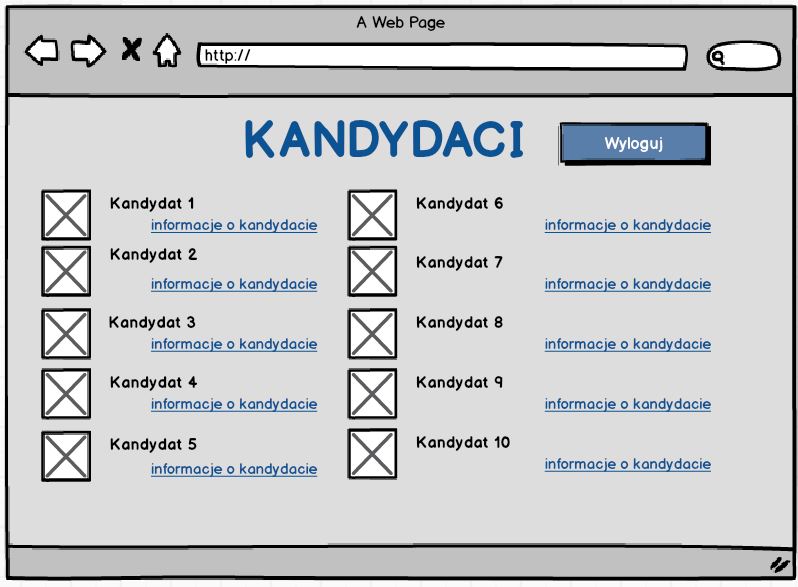 A Web Page
http://
KANDYDACI
Wyloguj
Kandydat 1
informacje o kandydacie
Kandydat 2
informacje o kandydacie
Kandydat 3
informacje o kandydacie
Kandydat 4
informacje o kandydacie
Kandydat 5
informacje o kandydacie
Kandydat 6
informacje o kandydacie
Kandydat 7
informacje o kandydacie
Kandydat 8
informacje o kandydacie
Kandydat 9
informacje o kandydacie
Kandydat 10
informacje o kandydacie